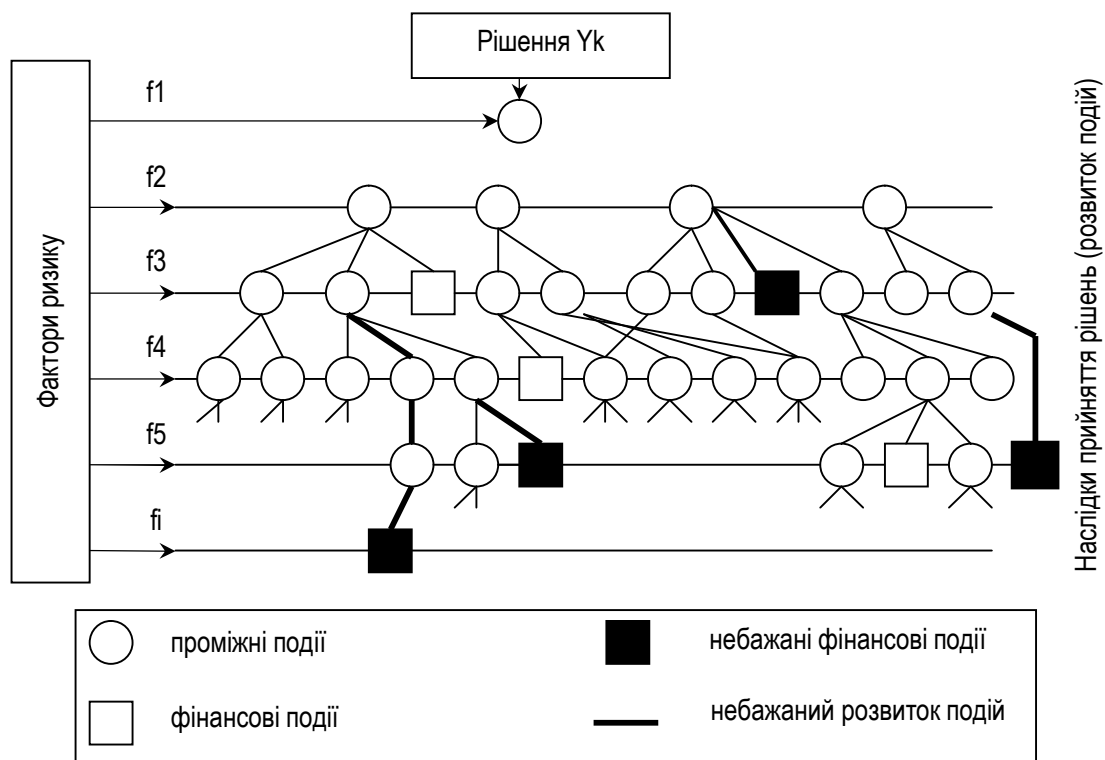 Рішення Yk
f1
f2
f3
f4
f5
fi
Фактори ризику
Наслідки прийняття рішень (розвиток подій)
проміжні події
небажані фінансові події
фінансові події
небажаний розвиток подій